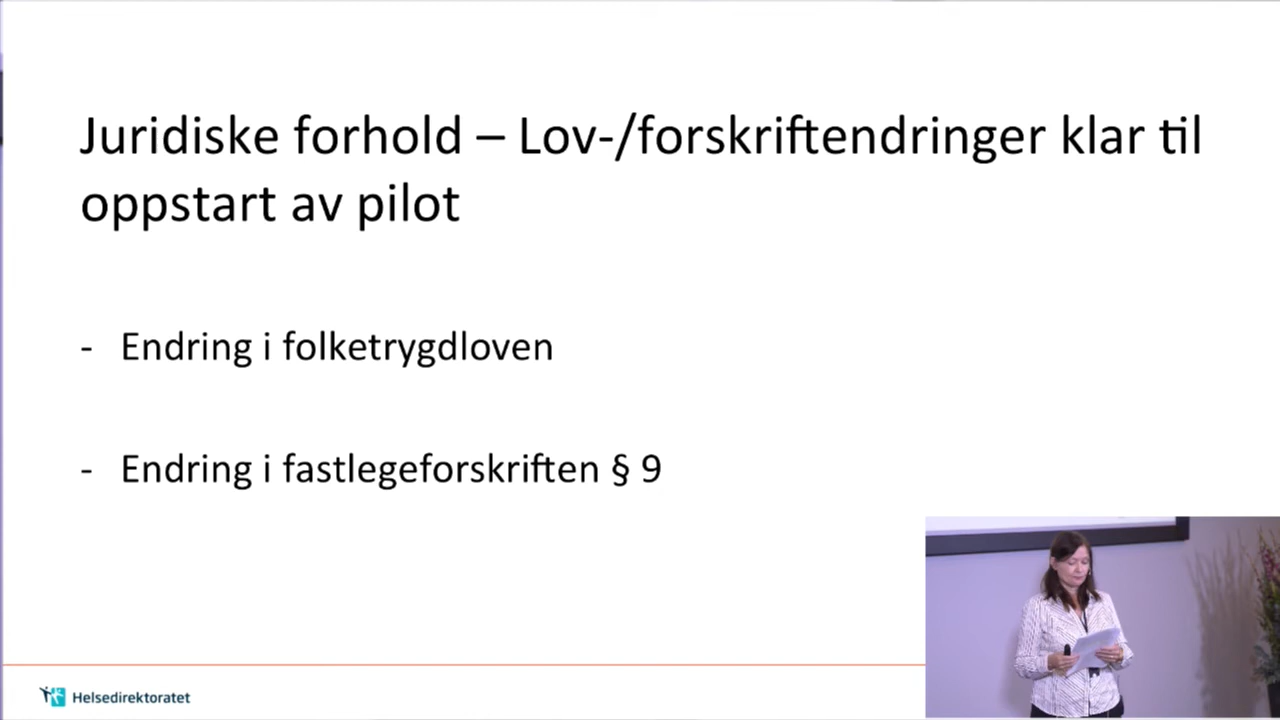 Juridiske forhold – Lov-/forskriftendringer klar til
oppstart av pilot
- Endring i folketrygdloven
- Endring i fastlegeforskriften § 9
Helsedirektoratet